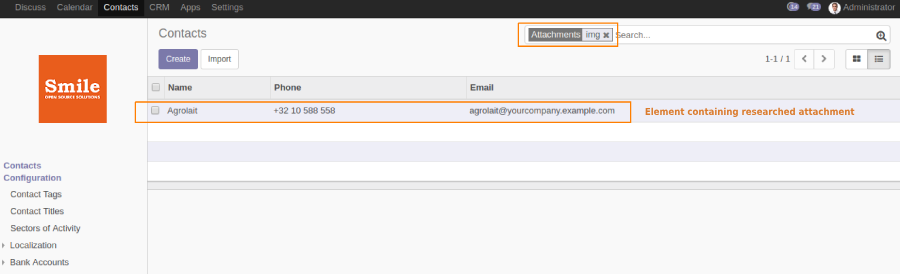 Discuss Calendar Contacts CRM Apps Settings 14 21 Administrator
Contacts
Attachments img Search...
Create Import
1-1 / 1
Smile
OPEN SOURCE SOLUTIONS
Name Phone Email
Agrolait +32 10 588 558 agrolait@yourcompany.example.com Element containing researched attachment
Contacts
Configuration
Contact Tags
Contact Titles
Sectors of Activity
Localization
Bank Accounts